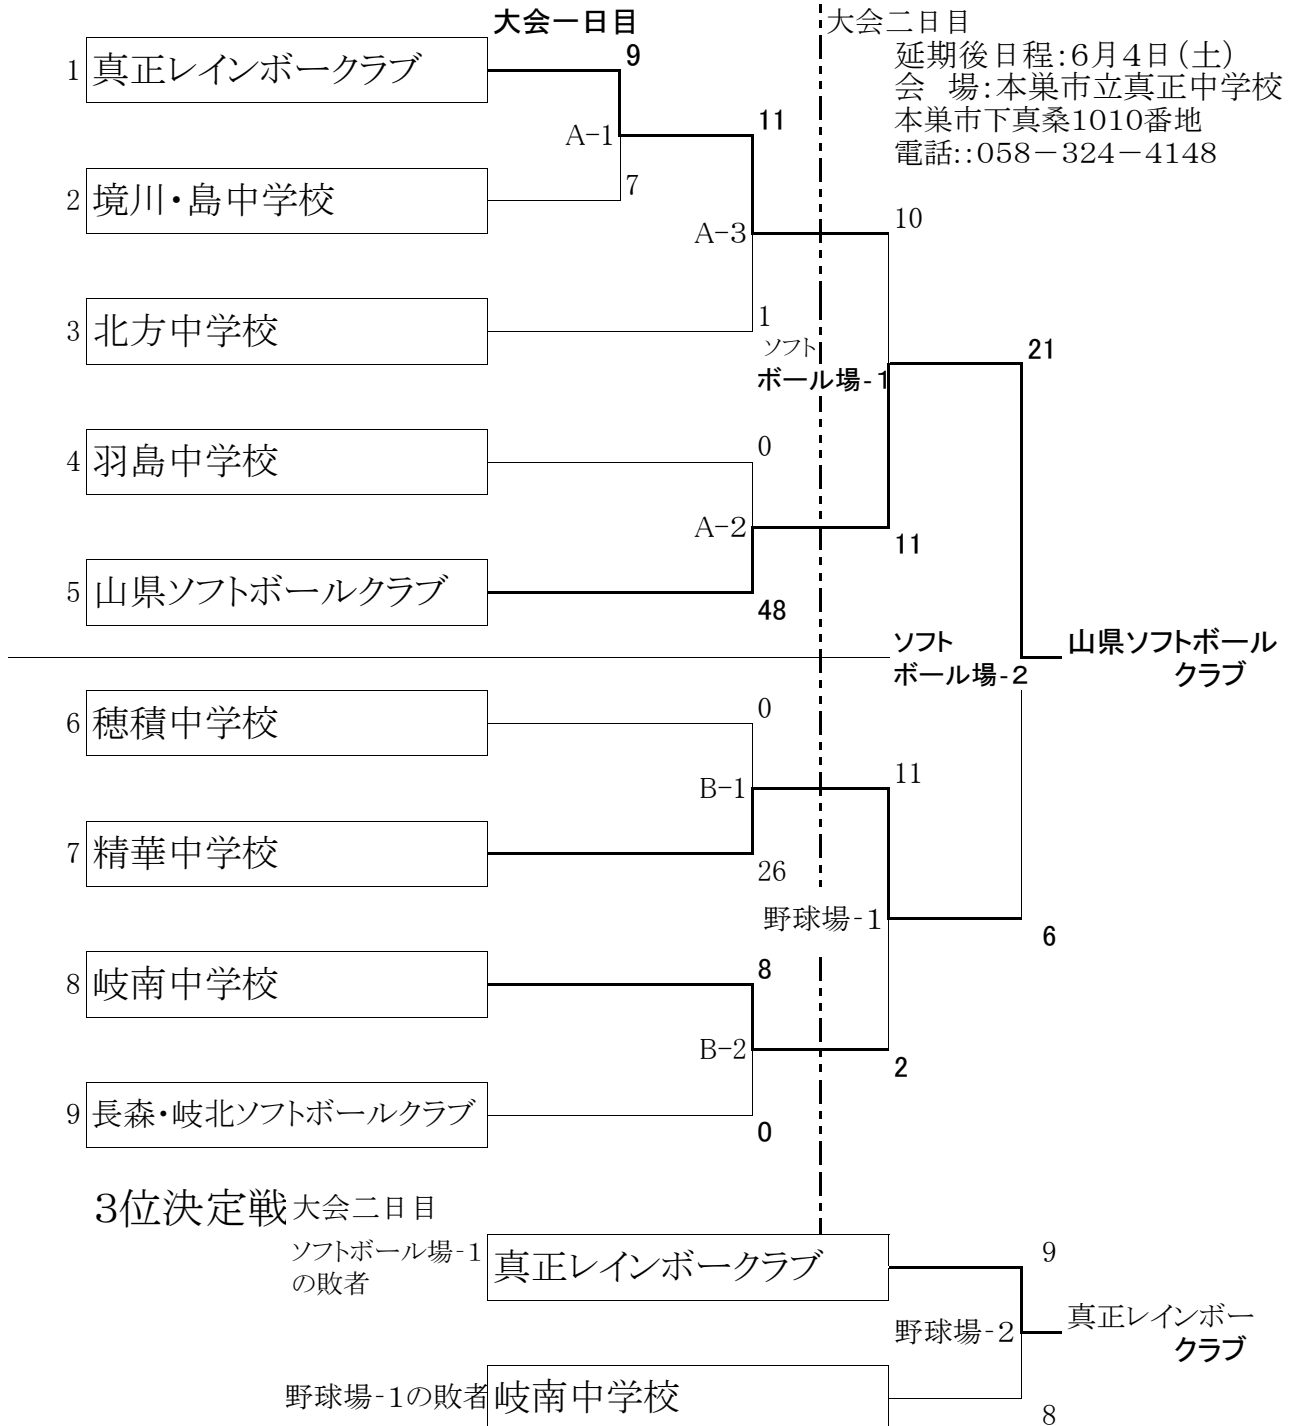 大会一日目
大会二日目
延期後日程：６月４日（土）
会　場：本巣市立真正中学校
本巣市下真桑１０１０番地
電話：：０５８－３２４－４１４８
1 真正レインボークラブ
9
A-1
11
2 境川・島中学校
7
A-3
10
3 北方中学校
1
ソフト
ボール場-１
21
4 羽島中学校
0
A-2
11
5 山県ソフトボールクラブ
48
ソフト
ボール場-２
山県ソフトボール
クラブ
6 穂積中学校
0
B-1
11
7 精華中学校
26
野球場-１
6
8 岐南中学校
8
B-2
2
9 長森・岐北ソフトボールクラブ
0
３位決定戦 大会二日目
ソフトボール場-１
の敗者
真正レインボークラブ
9
野球場-２
真正レインボー
クラブ
野球場-１の敗者
岐南中学校
8